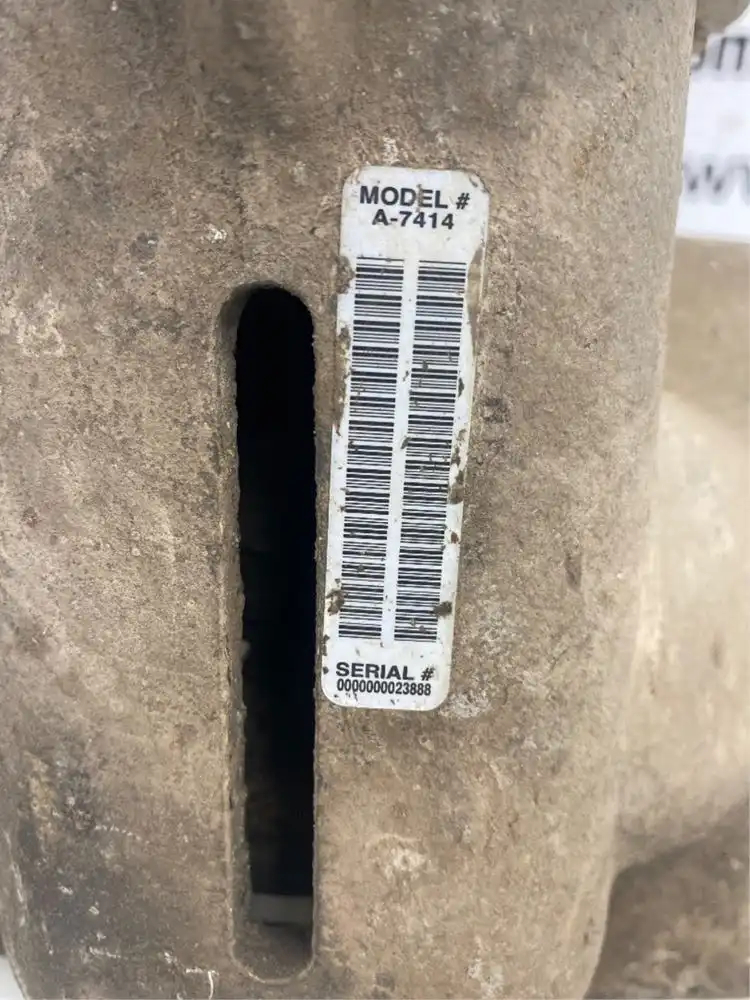 MODEL #
A-7414
SERIAL #
0000000023888